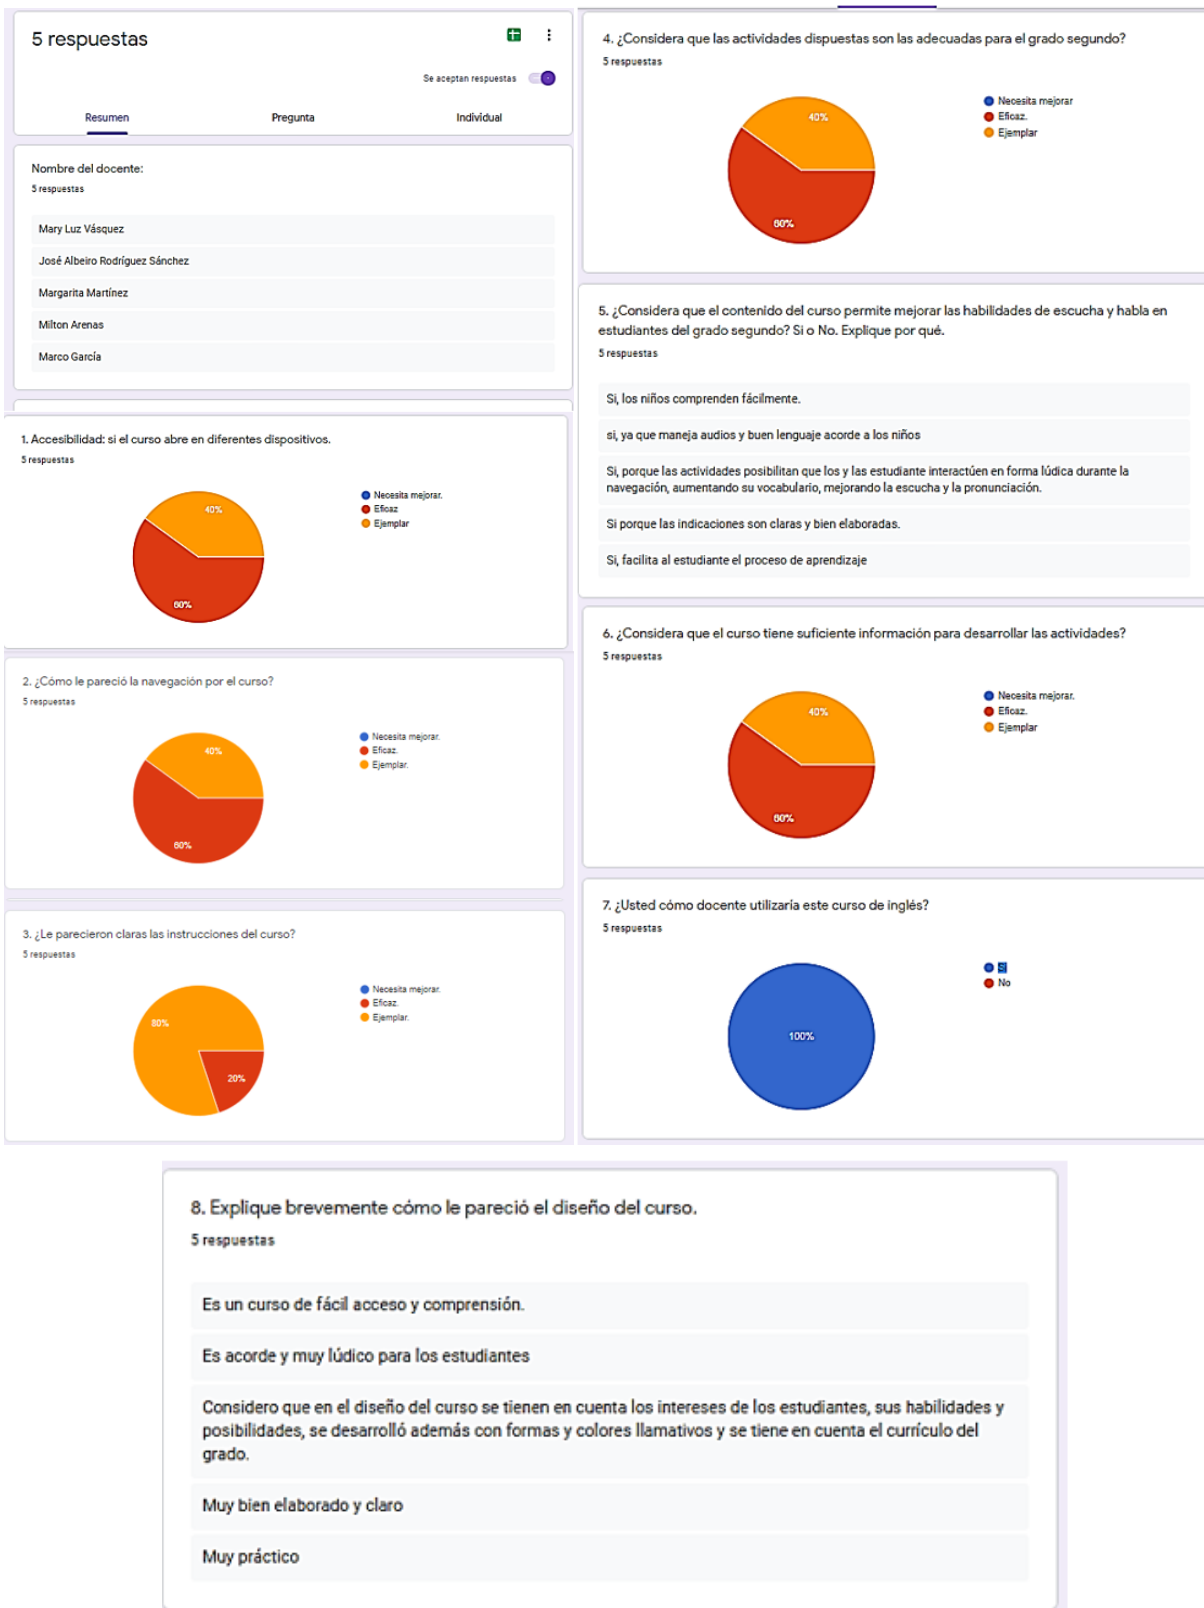 5 respuestas
Se aceptan respuestas
Resumen
Pregunta
Individual
Nombre del docente:
5 respuestas
Mary Luz Vásquez
José Albeiro Rodríguez Sánchez
Margarita Martínez
Milton Arenas
Marco García
1. Accesibilidad: si el curso abre en diferentes dispositivos.
5 respuestas
40%
60%
Necesita mejorar.
Eficaz
Ejemplar
2. ¿Cómo le pareció la navegación por el curso?
5 respuestas
40%
60%
Necesita mejorar.
Eficaz.
Ejemplar.
3. ¿Le parecieron claras las instrucciones del curso?
5 respuestas
80%
20%
Necesita mejorar.
Eficaz.
Ejemplar.
4. ¿Considera que las actividades dispuestas son las adecuadas para el grado segundo?
5 respuestas
40%
60%
Necesita mejorar
Eficaz.
Ejemplar
5. ¿Considera que el contenido del curso permite mejorar las habilidades de escucha y habla en
estudiantes del grado segundo? Si o No. Explique por qué.
5 respuestas
Si, los niños comprenden fácilmente.
si, ya que maneja audios y buen lenguaje acorde a los niños
Si, porque las actividades posibilitan que los y las estudiante interactúen en forma lúdica durante la
navegación, aumentando su vocabulario, mejorando la escucha y la pronunciación.
Si porque las indicaciones son claras y bien elaboradas.
Si, facilita al estudiante el proceso de aprendizaje
6. ¿Considera que el curso tiene suficiente información para desarrollar las actividades?
5 respuestas
40%
60%
Necesita mejorar.
Eficaz.
Ejemplar
7. ¿Usted cómo docente utilizaría este curso de inglés?
5 respuestas
100%
Si
No
8. Explique brevemente cómo le pareció el diseño del curso.
5 respuestas
Es un curso de fácil acceso y comprensión.
Es acorde y muy lúdico para los estudiantes
Considero que en el diseño del curso se tienen en cuenta los intereses de los estudiantes, sus habilidades y
posibilidades, se desarrolló además con formas y colores llamativos y se tiene en cuenta el currículo del
grado.
Muy bien elaborado y claro
Muy práctico